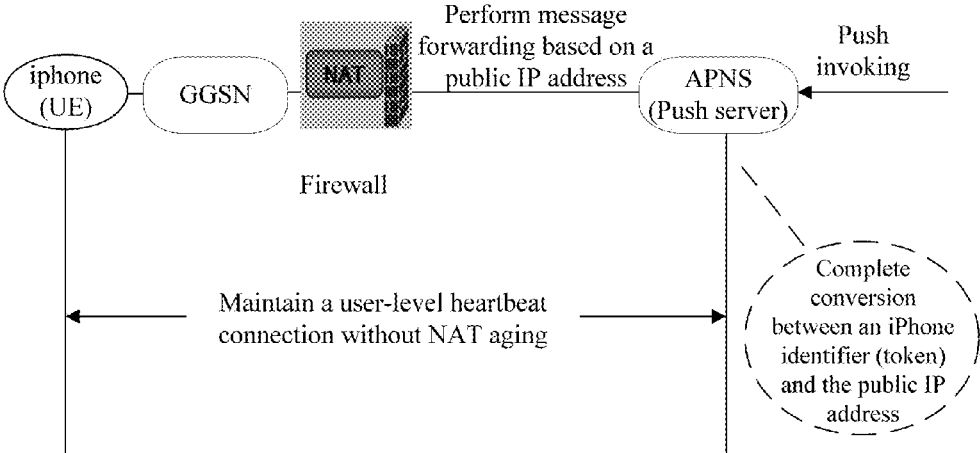 iphone
(UE)
GGSN
NAT
Firewall
Perform message
forwarding based on a
public IP address
APNS
(Push server)
Push
invoking
Maintain a user-level heartbeat
connection without NAT aging
Complete
conversion
between an iPhone
identifier (token)
and the public IP
address